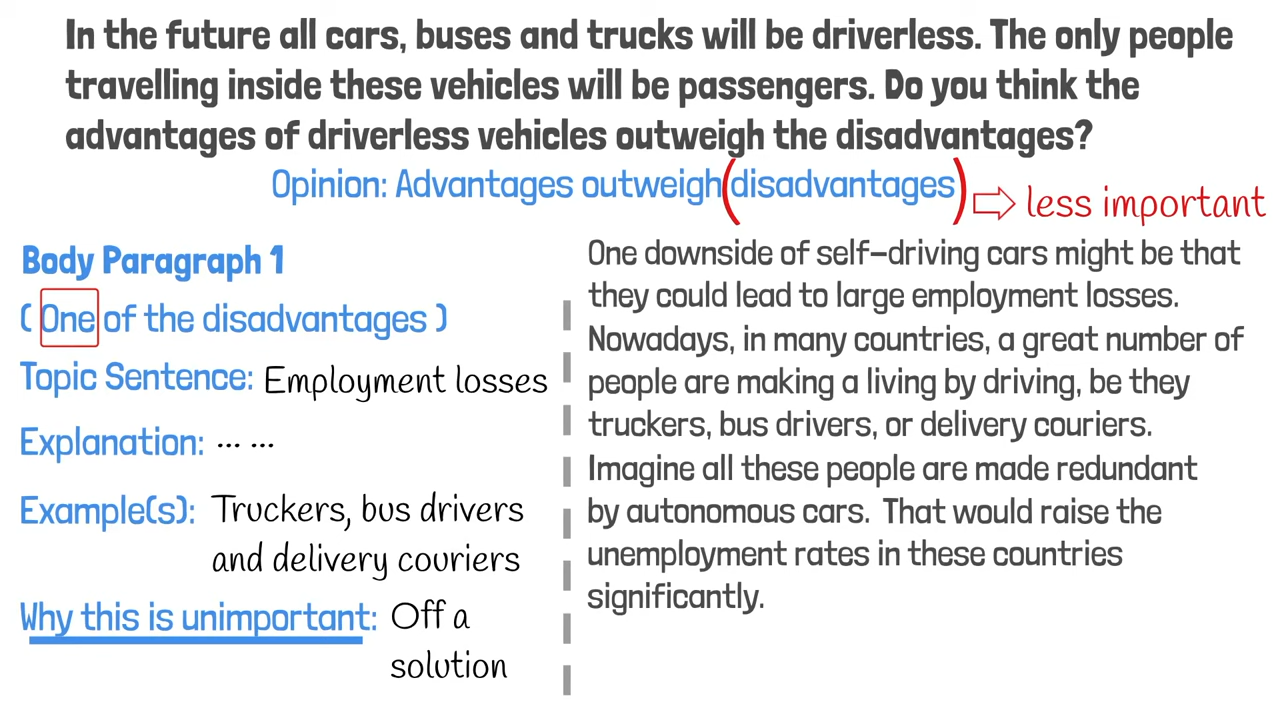 In the future all cars, buses and trucks will be driverless. The only people
travelling inside these vehicles will be passengers. Do you think the
advantages of driverless vehicles outweigh the disadvantages?
Opinion: Advantages outweigh (disadvantages) less important
Body Paragraph 1
( One of the disadvantages )
Topic Sentence: Employment losses
Explanation: ... ...
Example(s): Truckers, bus drivers
and delivery couriers
Why this is unimportant: Off a
solution
One downside of self-driving cars might be that
they could lead to large employment losses.
Nowadays, in many countries, a great number of
people are making a living by driving, be they
truckers, bus drivers, or delivery couriers.
Imagine all these people are made redundant
by autonomous cars. That would raise the
unemployment rates in these countries
significantly.